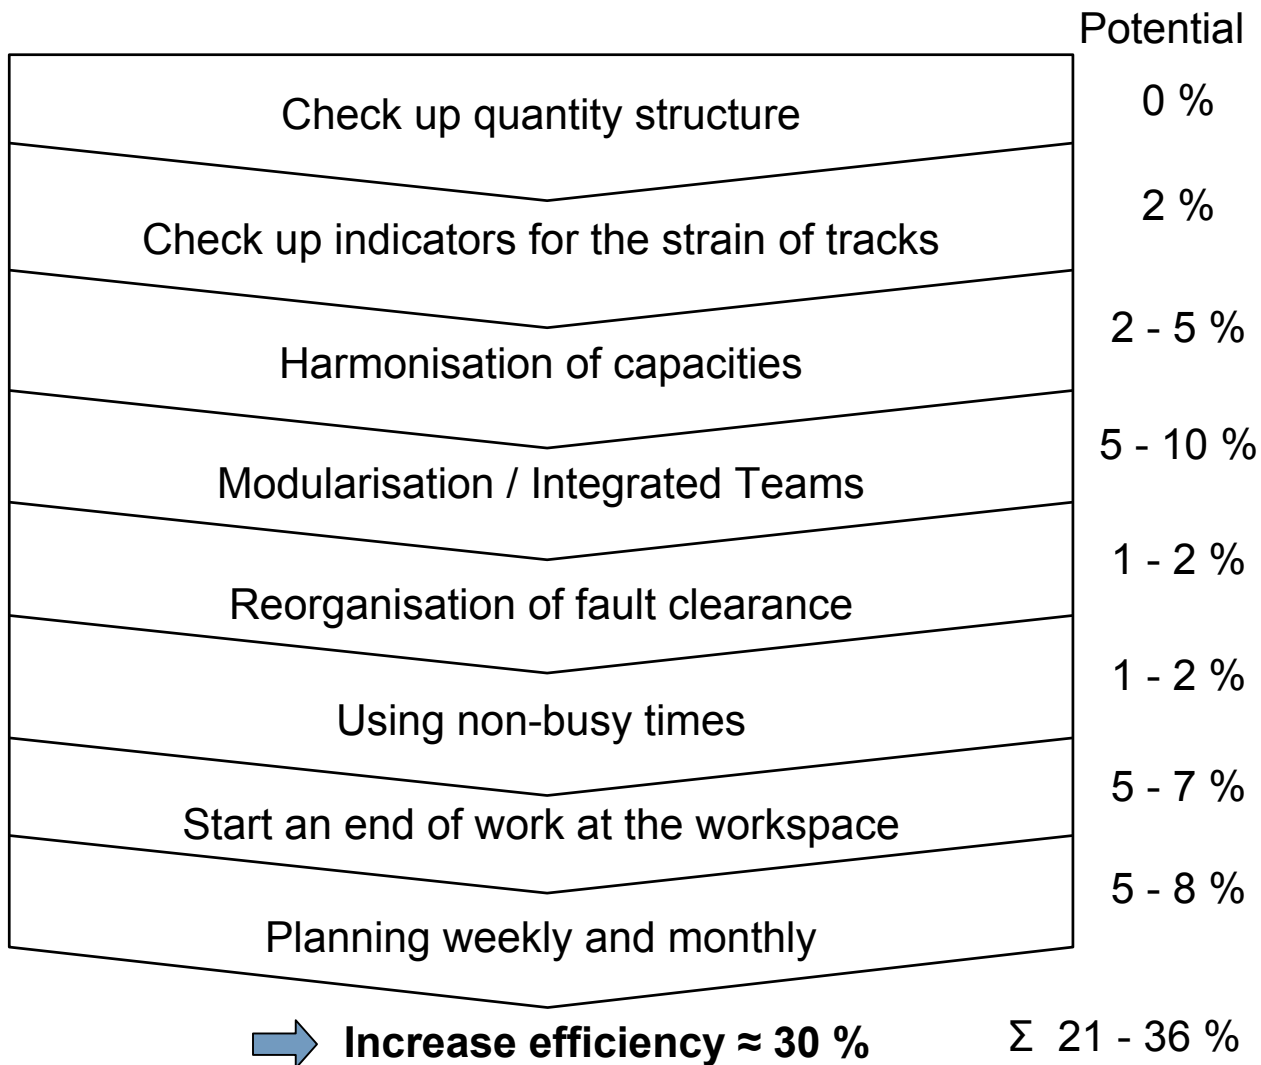 Potential
Check up quantity structure
0 %
Check up indicators for the strain of tracks
2 %
Harmonisation of capacities
2 - 5 %
Modularisation / Integrated Teams
5 - 10 %
Reorganisation of fault clearance
1 - 2 %
Using non-busy times
1 - 2 %
Start an end of work at the workspace
5 - 7 %
Planning weekly and monthly
5 - 8 %
Increase efficiency ≈ 30 %
Σ 21 - 36 %